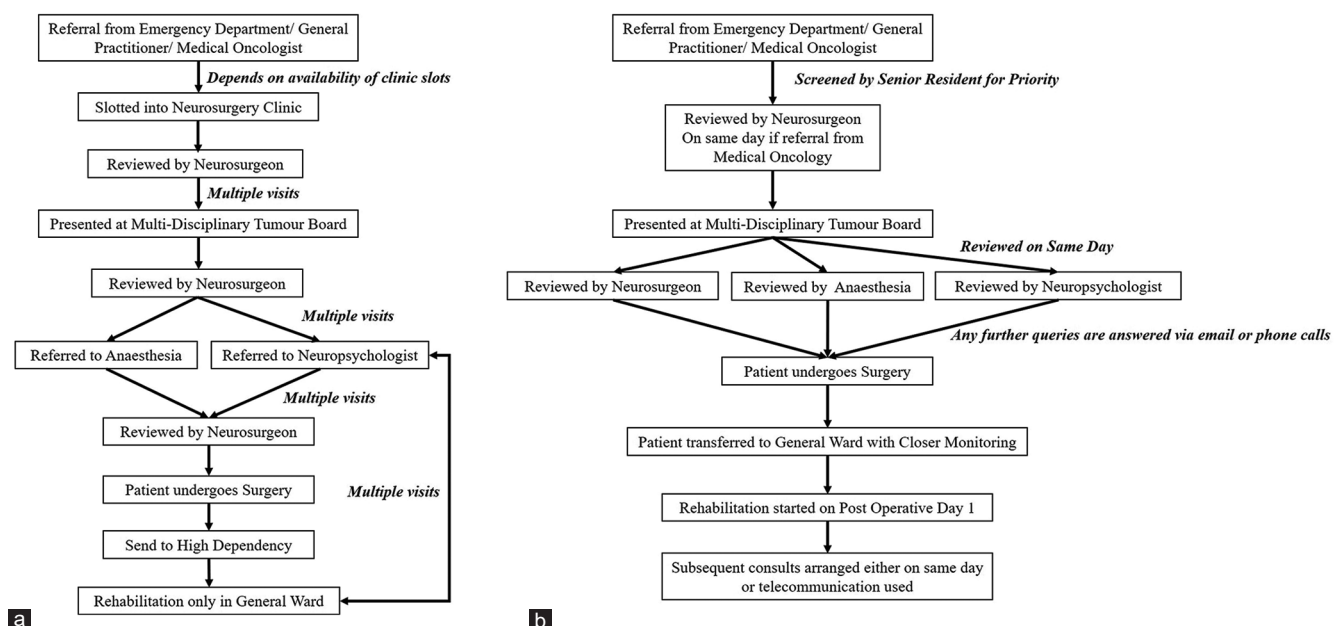 Referral from Emergency Department/ General
Practitioner/ Medical Oncologist
Depends on availability of clinic slots
Slotted into Neurosurgery Clinic
Reviewed by Neurosurgeon
Multiple visits
Presented at Multi-Disciplinary Tumour Board
Reviewed by Neurosurgeon
Multiple visits
Referred to Anaesthesia
Referred to Neuropsychologist
Multiple visits
Reviewed by Neurosurgeon
Patient undergoes Surgery
Multiple visits
Send to High Dependency
Rehabilitation only in General Ward
a
Referral from Emergency Department/ General
Practitioner/ Medical Oncologist
Screened by Senior Resident for Priority
Reviewed by Neurosurgeon
On same day if referral from
Medical Oncology
Presented at Multi-Disciplinary Tumour Board
Reviewed on Same Day
Reviewed by Neurosurgeon
Reviewed by Anaesthesia
Reviewed by Neuropsychologist
Any further queries are answered via email or phone calls
Patient undergoes Surgery
Patient transferred to General Ward with Closer Monitoring
Rehabilitation started on Post Operative Day 1
Subsequent consults arranged either on same day
or telecommunication used
b